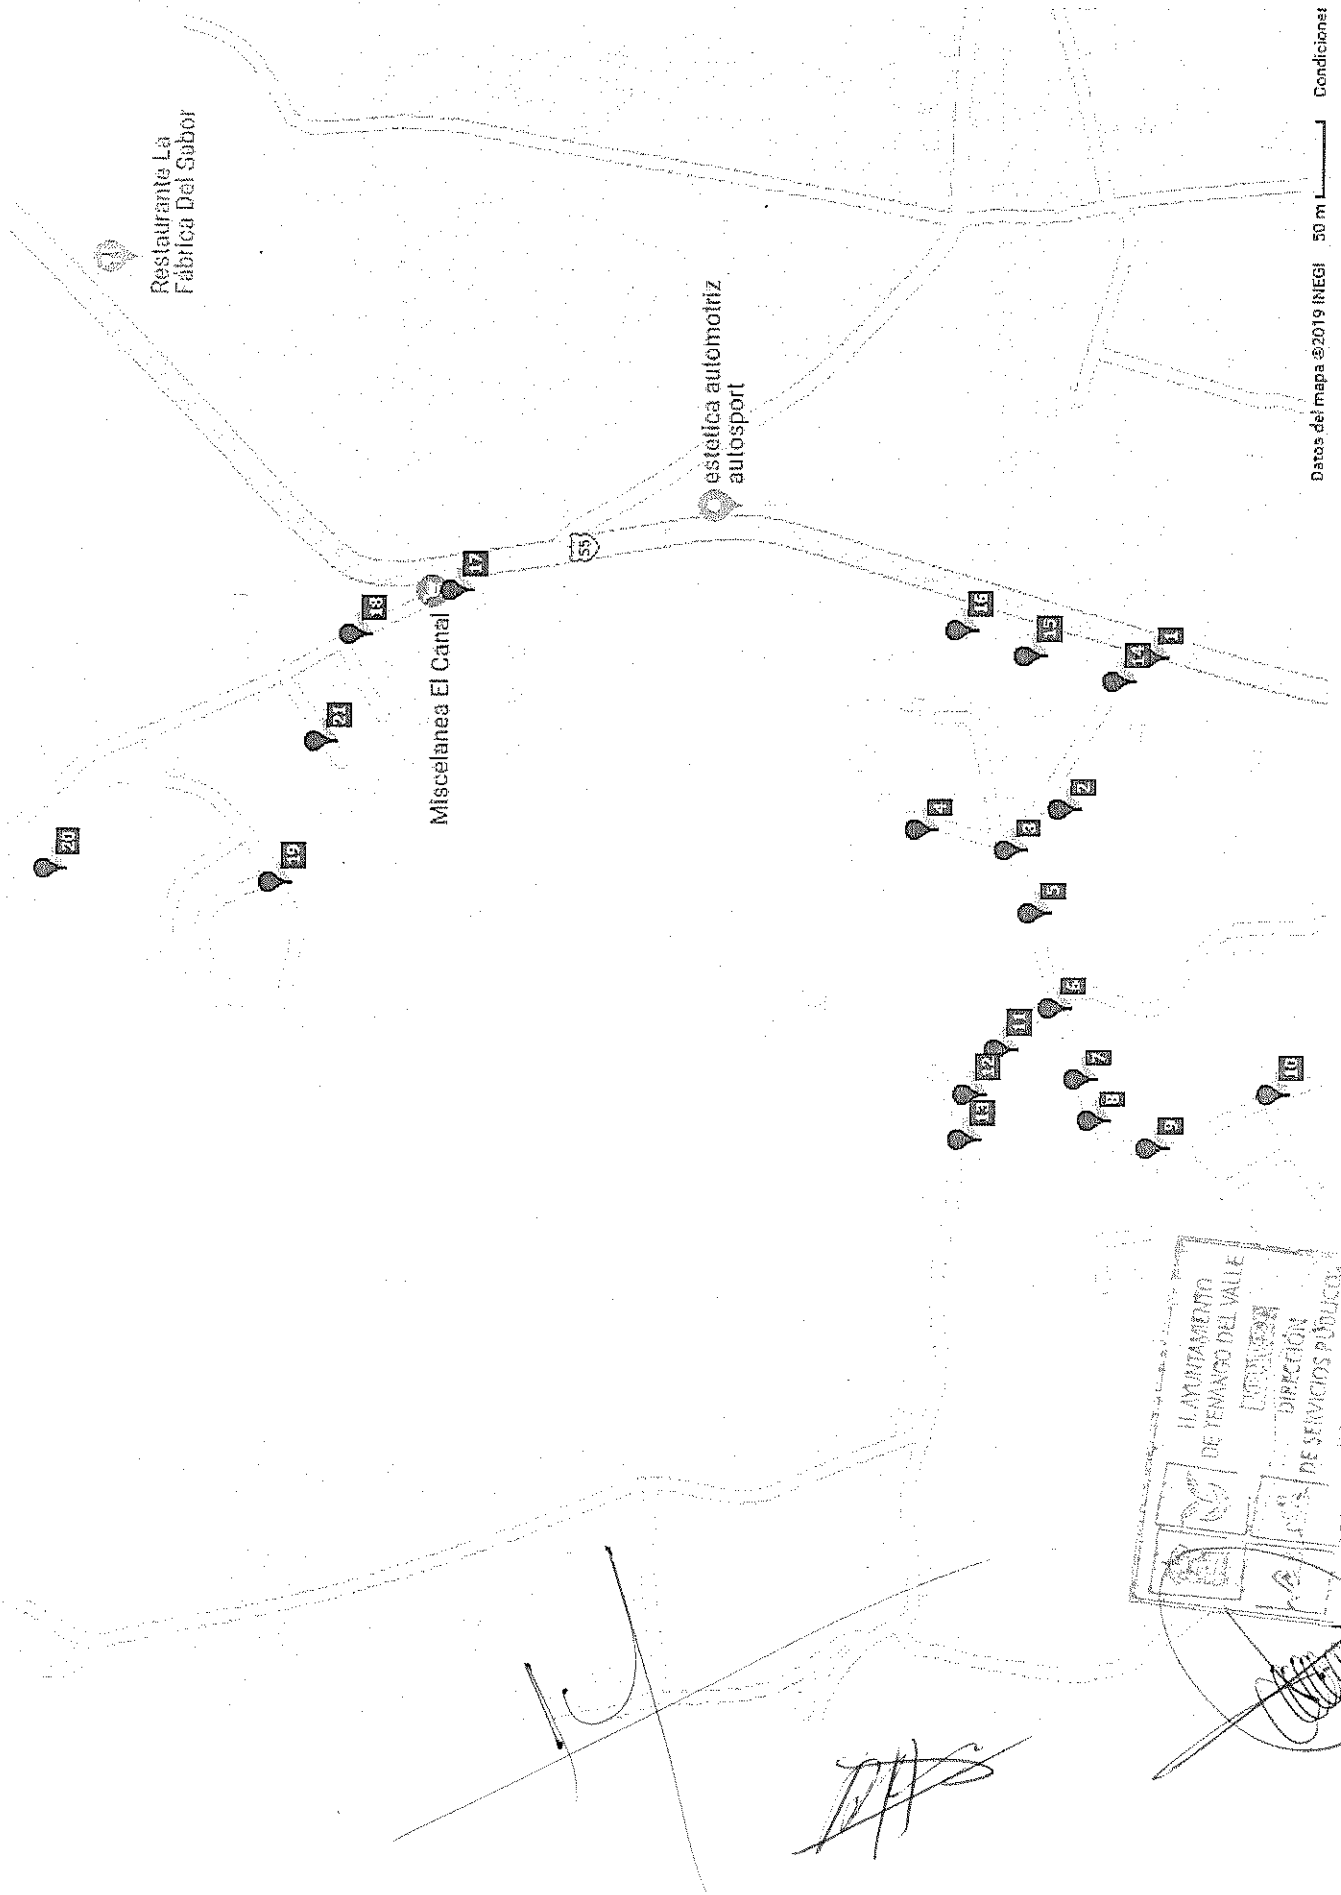 Restaurante La
Fábrica Del Sabor
20
21
18
19
Miscelanea El Canal
17
55
estética automotriz
autosport
4
16
3
15
5
2
14
1
13
12
11
6
7
8
9
10
Datos del mapa ©2019 INEGI
50 m
Condiciones
H. AYUNTAMIENTO
DE TENANGO DEL VALLE
DIRECCIÓN
DE SERVICIOS PÚBLICOS